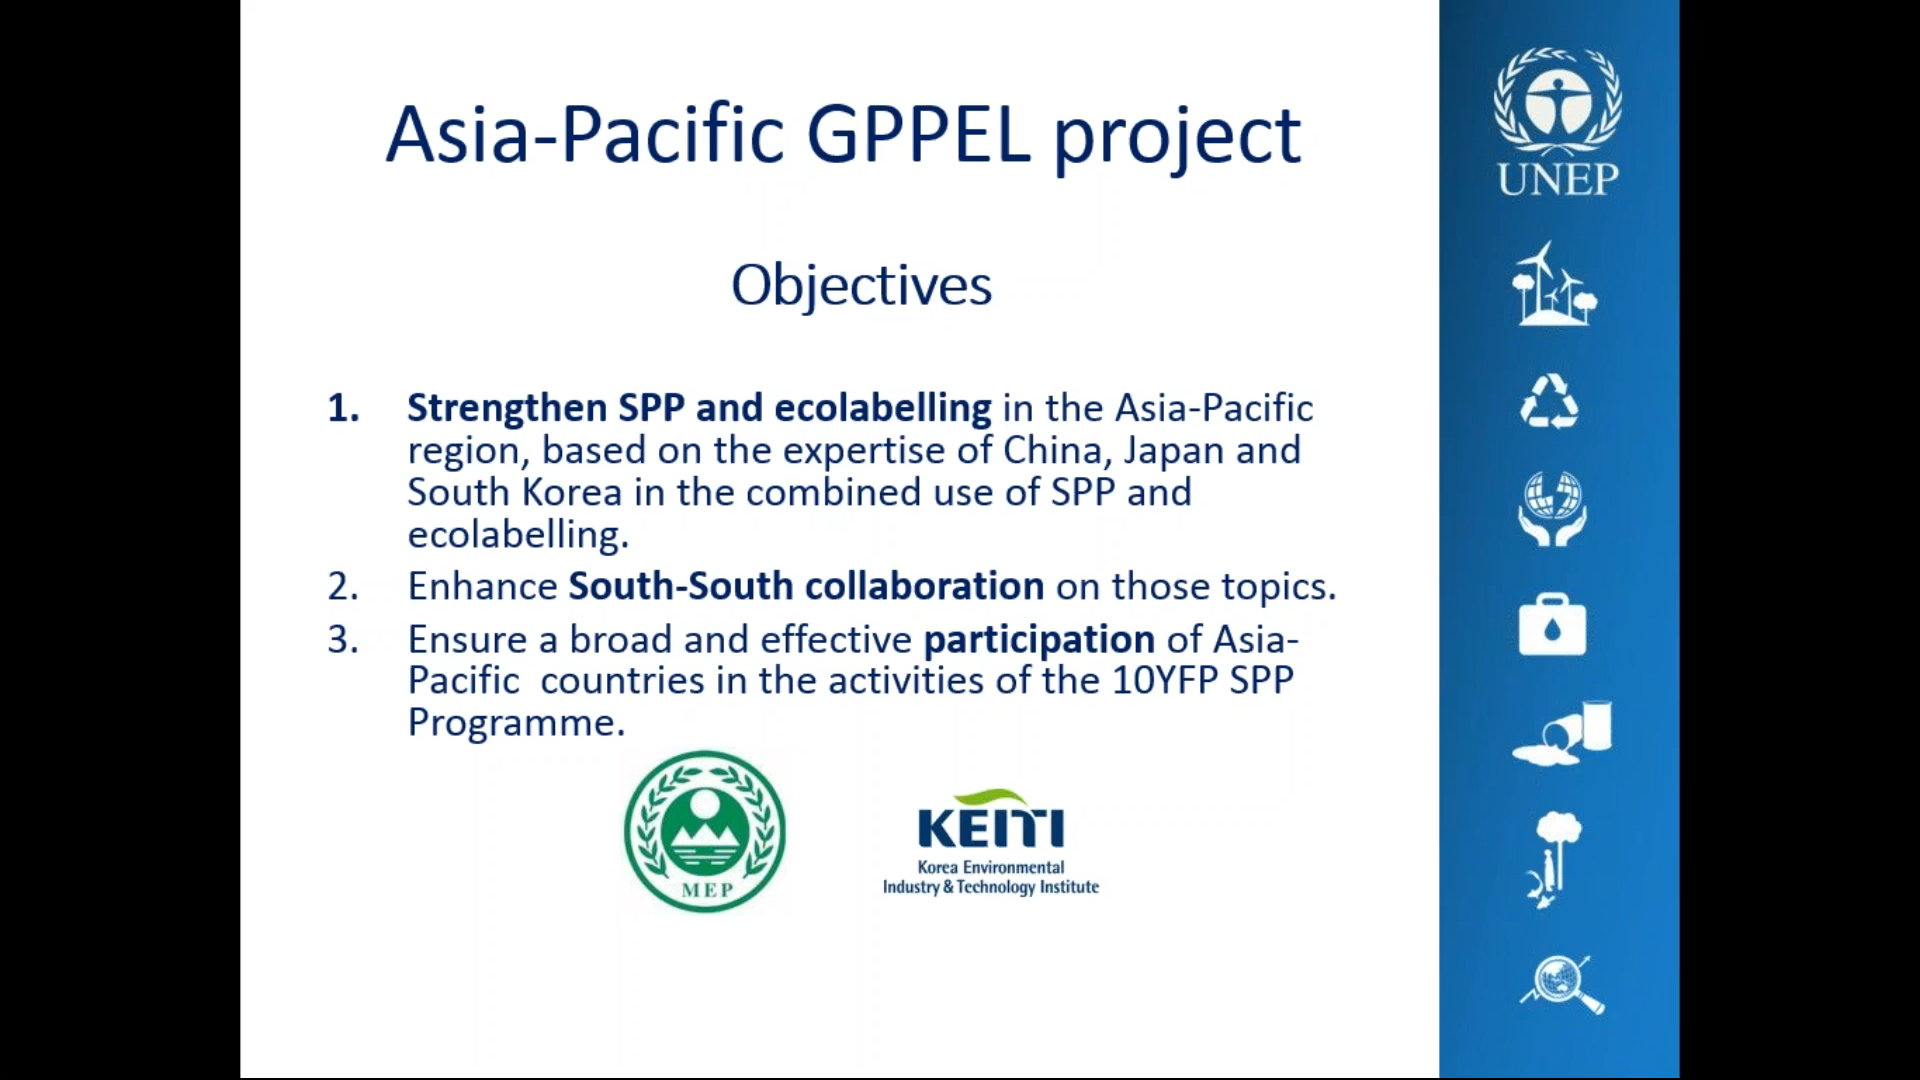 Asia-Pacific GPPEL project
UNEP
Objectives
1. Strengthen SPP and ecolabelling in the Asia-Pacific
region, based on the expertise of China, Japan and
South Korea in the combined use of SPP and
ecolabelling.
2. Enhance South-South collaboration on those topics.
3. Ensure a broad and effective participation of Asia-
Pacific  countries in the activities of the 10YFP SPP
Programme.
MEP
KEITI
Korea Environmental
Industry & Technology Institute